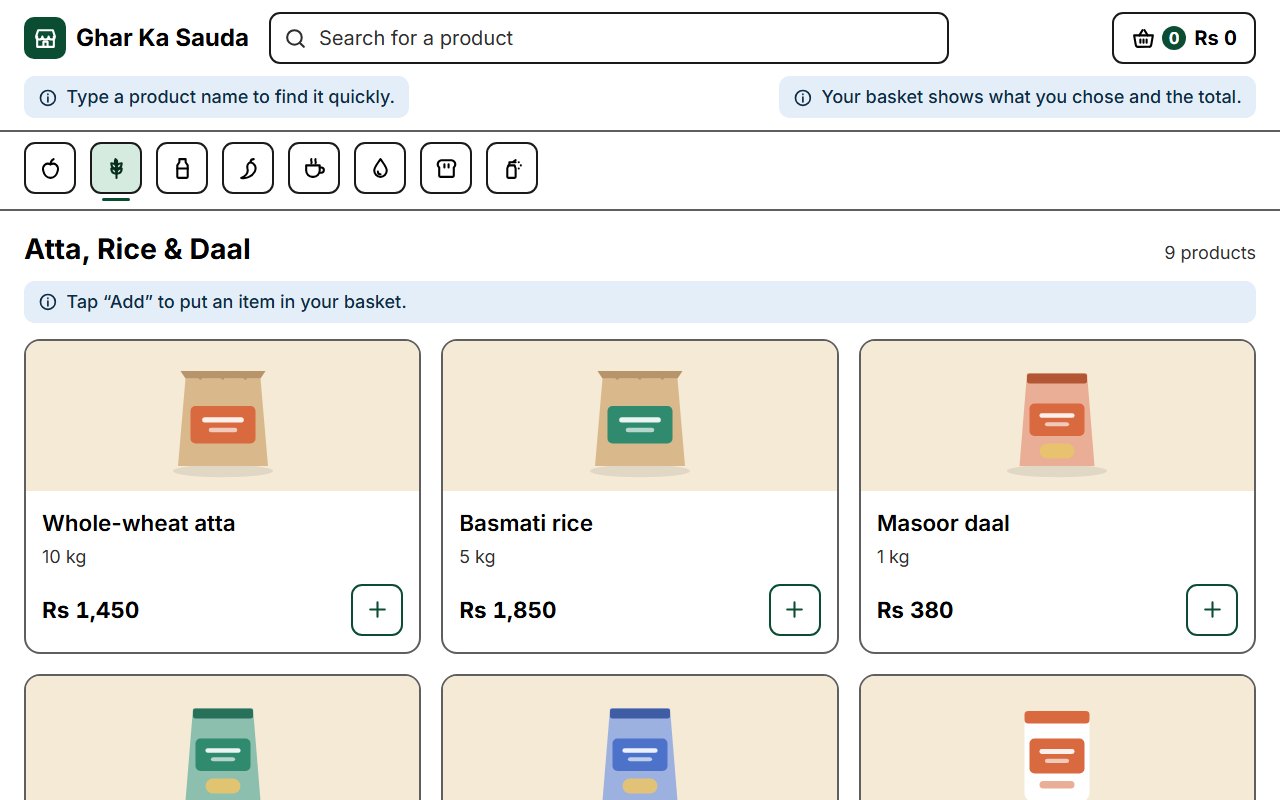 Ghar Ka Sauda
Search for a product
0 Rs 0
Type a product name to find it quickly.
Your basket shows what you chose and the total.
Atta, Rice & Daal
9 products
Tap “Add” to put an item in your basket.
Whole-wheat atta
10 kg
Rs 1,450
Basmati rice
5 kg
Rs 1,850
Masoor daal
1 kg
Rs 380